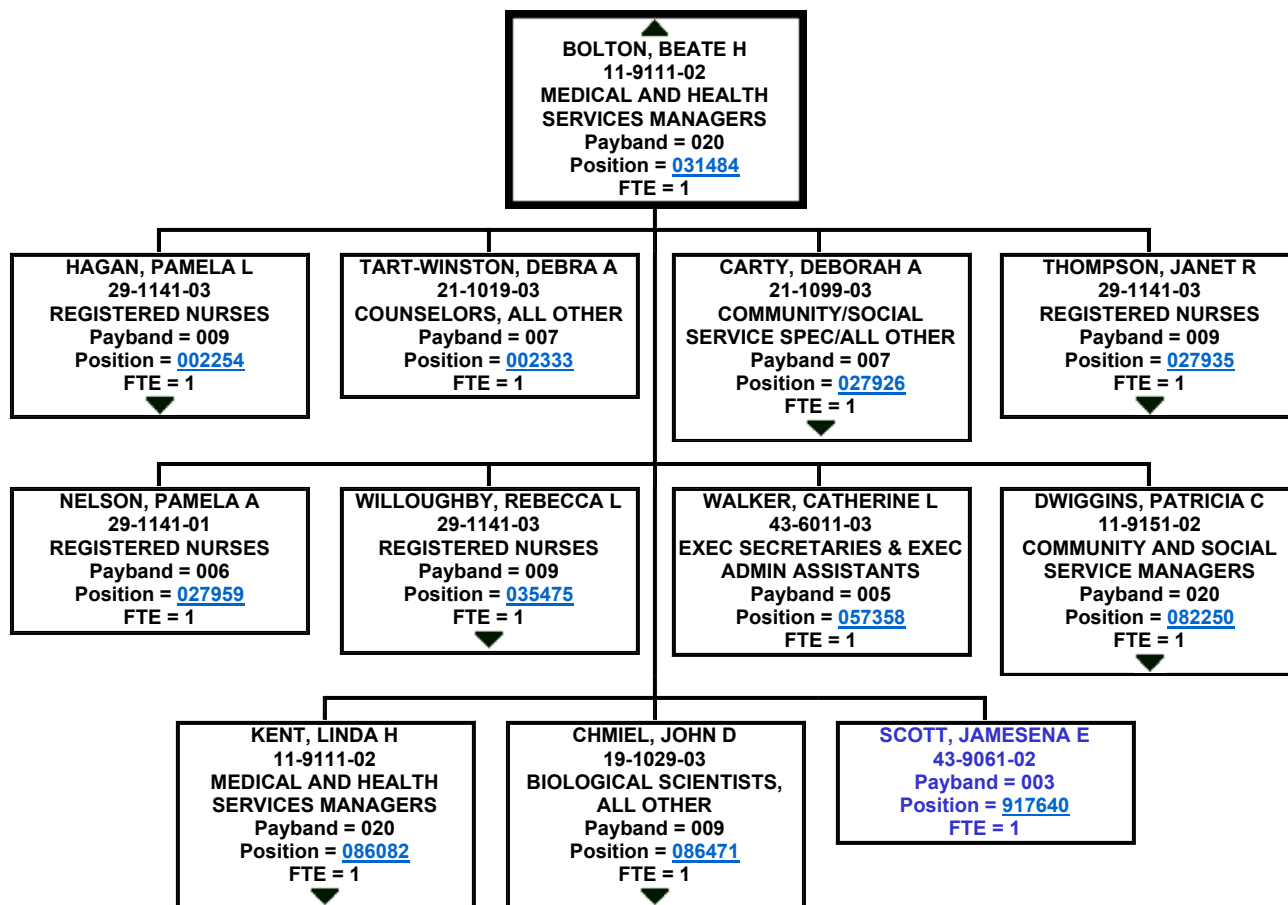 BOLTON, BEATE H
11-9111-02
MEDICAL AND HEALTH
SERVICES MANAGERS
Payband = 020
Position = 031484
FTE = 1
HAGAN, PAMELA L
29-1141-03
REGISTERED NURSES
Payband = 009
Position = 002254
FTE = 1
TART-WINSTON, DEBRA A
21-1019-03
COUNSELORS, ALL OTHER
Payband = 007
Position = 002333
FTE = 1
CARTY, DEBORAH A
21-1099-03
COMMUNITY/SOCIAL
SERVICE SPEC/ALL OTHER
Payband = 007
Position = 027926
FTE = 1
THOMPSON, JANET R
29-1141-03
REGISTERED NURSES
Payband = 009
Position = 027935
FTE = 1
NELSON, PAMELA A
29-1141-01
REGISTERED NURSES
Payband = 006
Position = 027959
FTE = 1
WILLOUGHBY, REBECCA L
29-1141-03
REGISTERED NURSES
Payband = 009
Position = 035475
FTE = 1
WALKER, CATHERINE L
43-6011-03
EXEC SECRETARIES & EXEC
ADMIN ASSISTANTS
Payband = 005
Position = 057358
FTE = 1
DWIGGINS, PATRICIA C
11-9151-02
COMMUNITY AND SOCIAL
SERVICE MANAGERS
Payband = 020
Position = 082250
FTE = 1
KENT, LINDA H
11-9111-02
MEDICAL AND HEALTH
SERVICES MANAGERS
Payband = 020
Position = 086082
FTE = 1
CHMIEL, JOHN D
19-1029-03
BIOLOGICAL SCIENTISTS,
ALL OTHER
Payband = 009
Position = 086471
FTE = 1
SCOTT, JAMESENA E
43-9061-02
Payband = 003
Position = 917640
FTE = 1